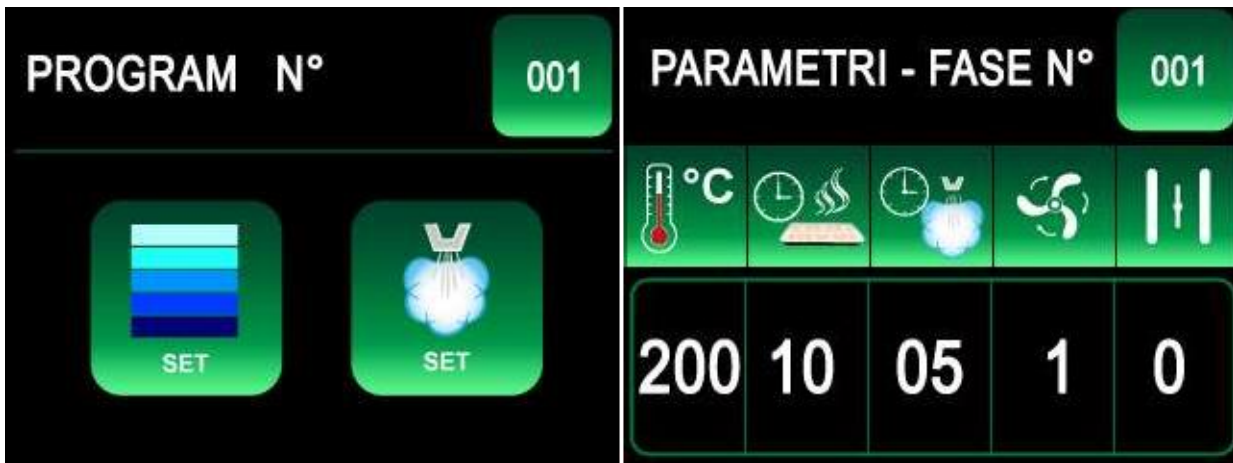 PROGRAM N° 001
SET SET
PARAMETRI - FASE N° 001
°C
200 10 05 1 0